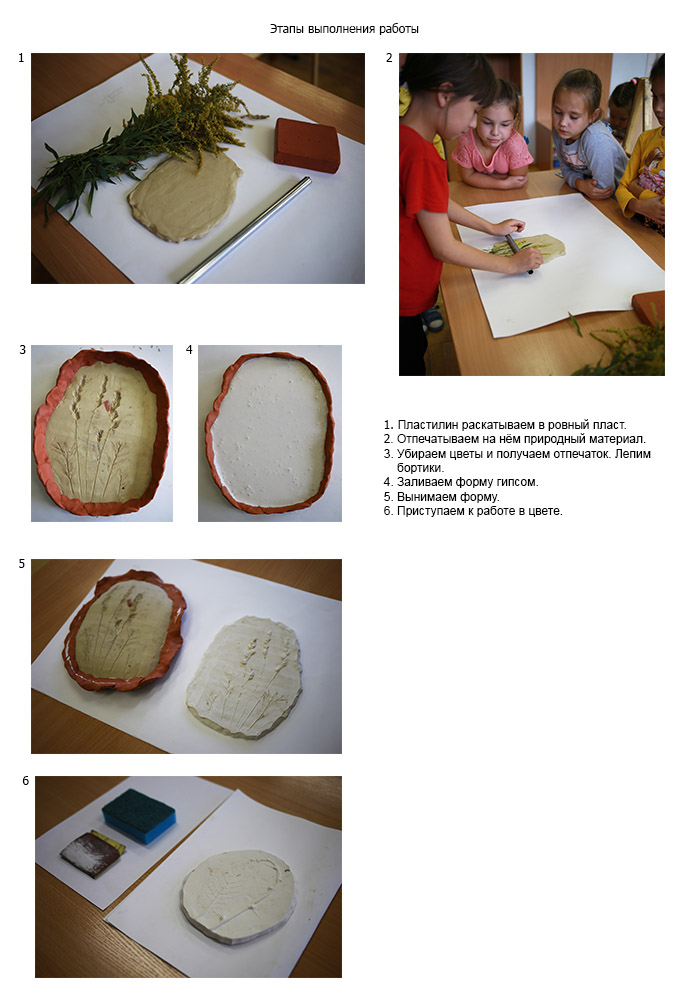 Этапы выполнения работы
1
2
3
4
1. Пластилин раскатываем в ровный пласт.
2. Отпечатываем на нём природный материал.
3. Убираем цветы и получаем отпечаток. Лепим
бортики.
4. Заливаем форму гипсом.
5. Вынимаем форму.
6. Приступаем к работе в цвете.
5
6